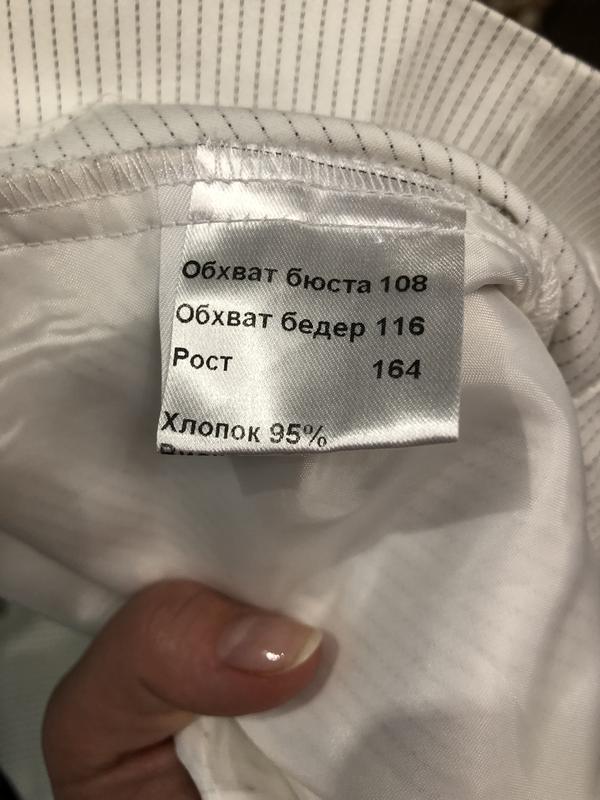 Обхват бюста 108
Обхват бедер 116
Рост 164
Хлопок 95%